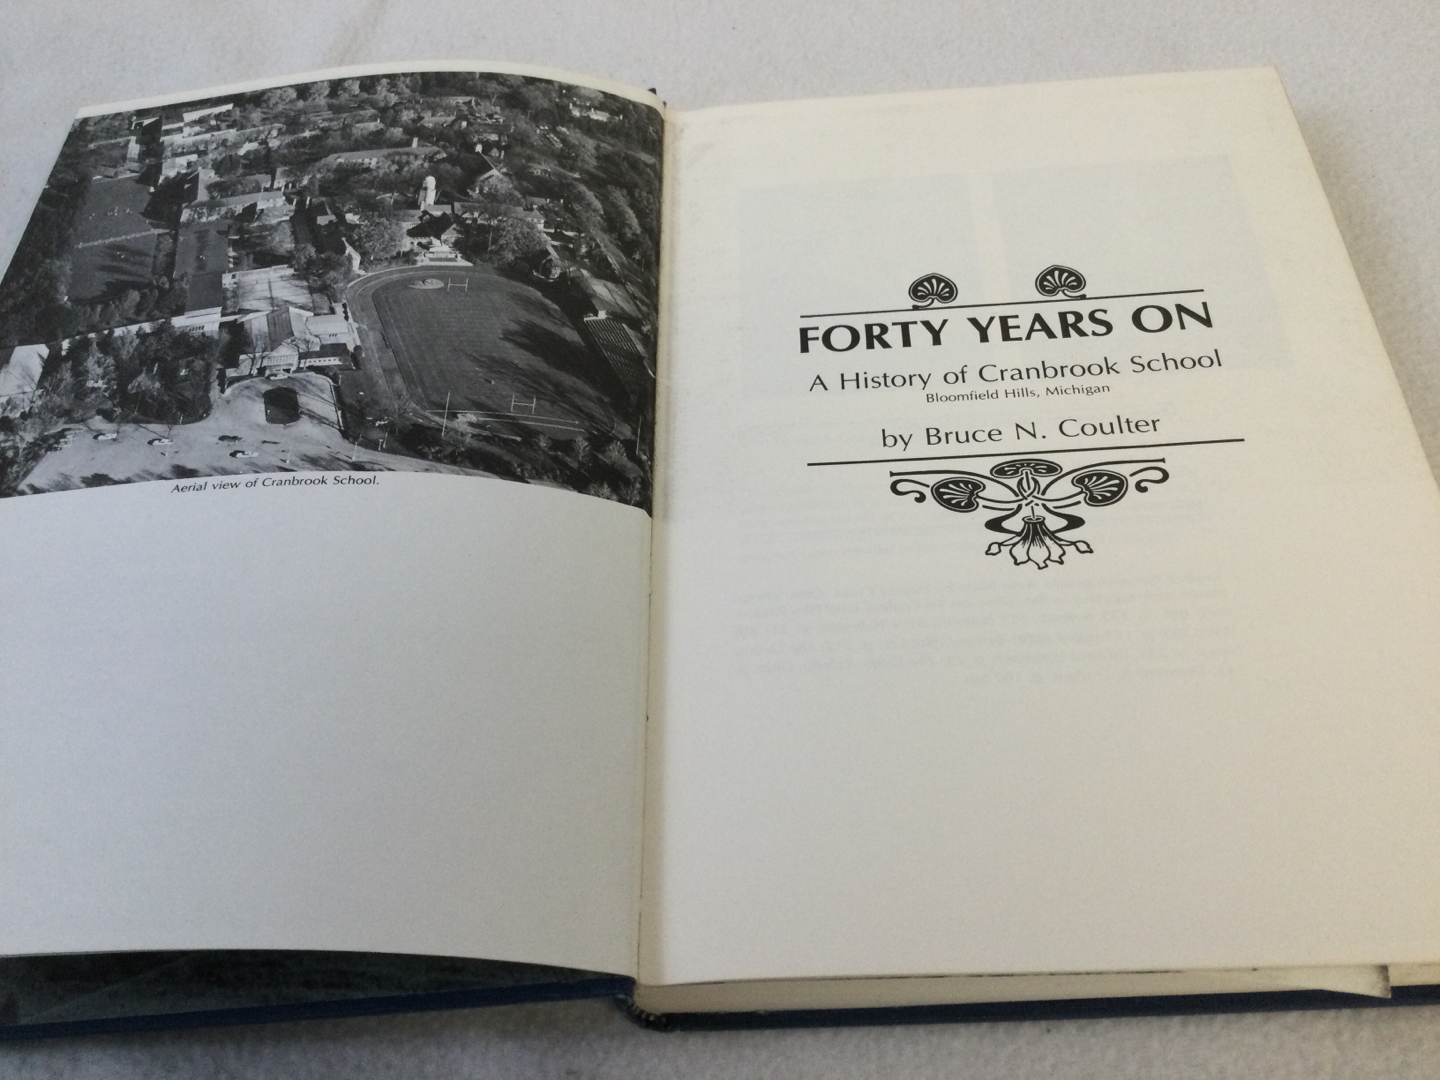 Aerial view of Cranbrook School.
FORTY YEARS ON
A History of Cranbrook School
Bloomfield Hills, Michigan
by Bruce N. Coulter